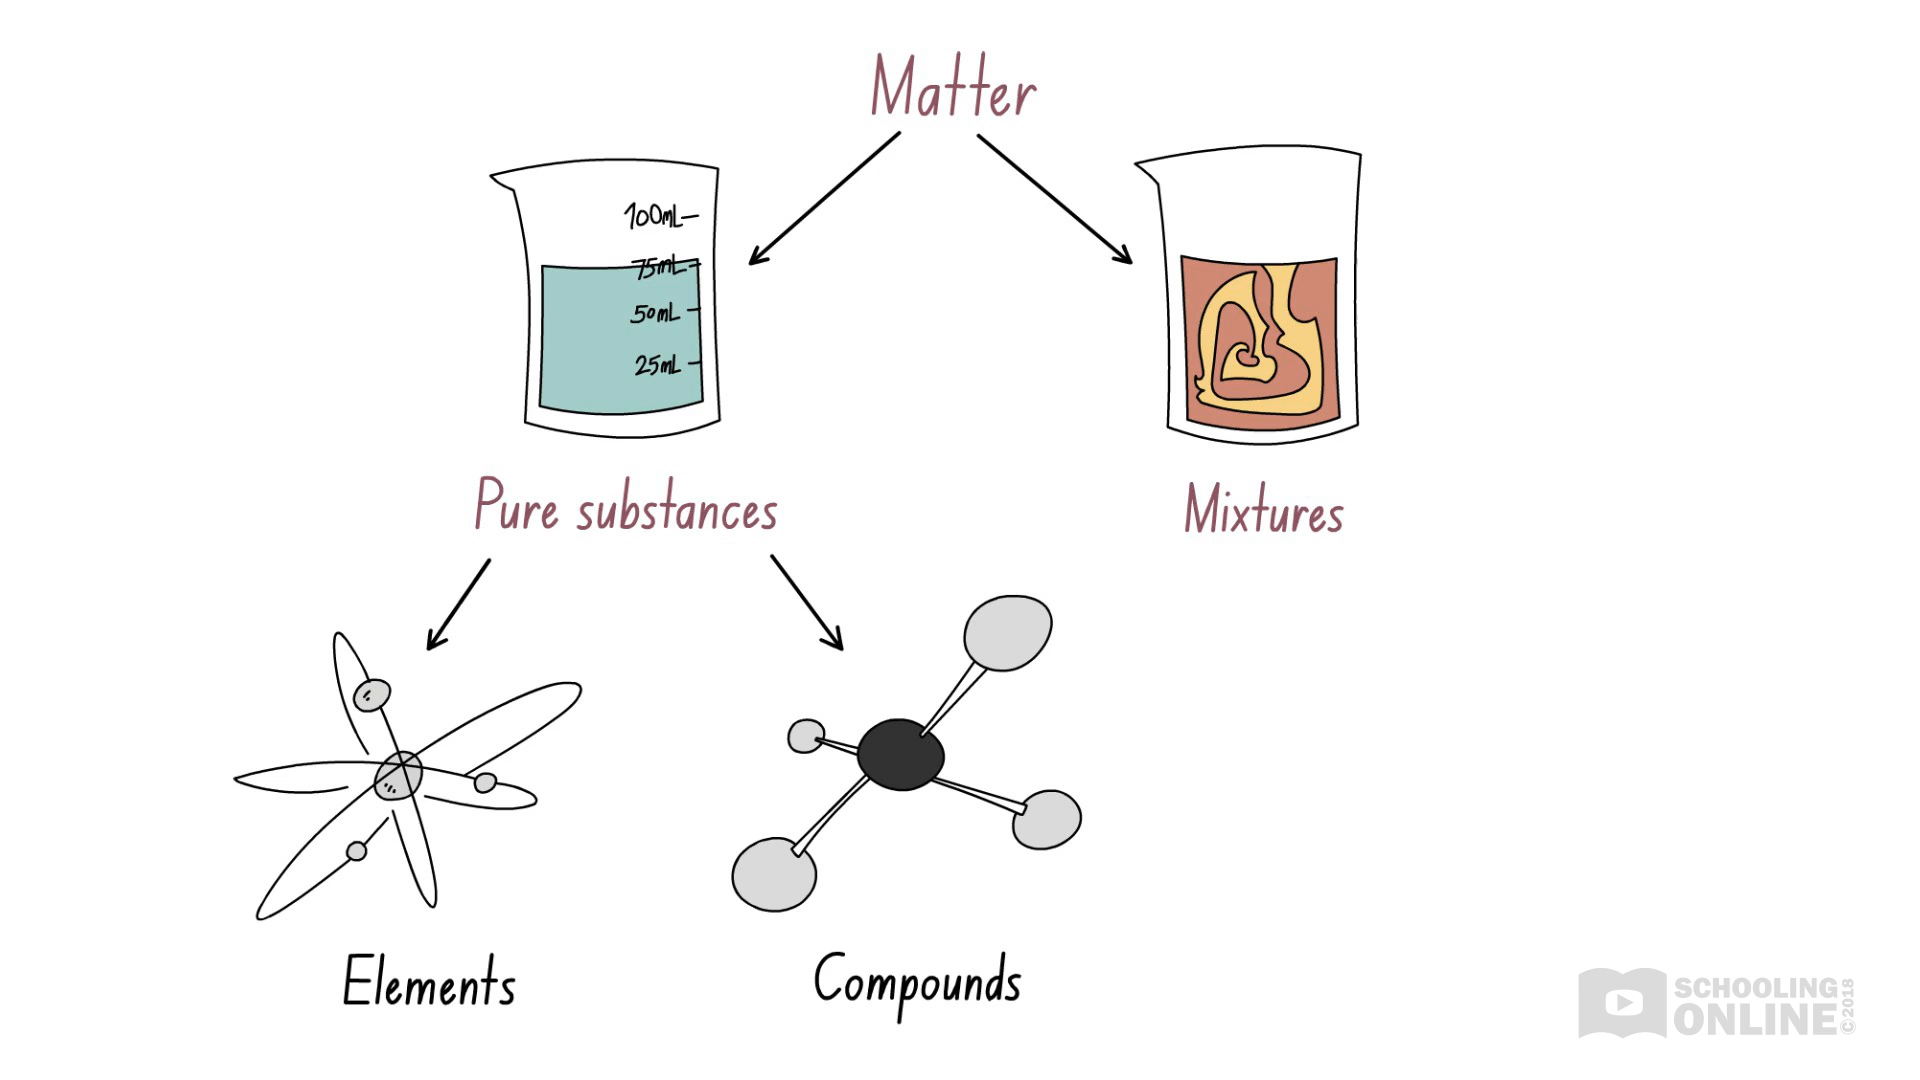 Matter
100mL
75mL
50mL
25mL
Pure substances
Mixtures
Elements
Compounds
SCHOOLING
ONLINE
©2018